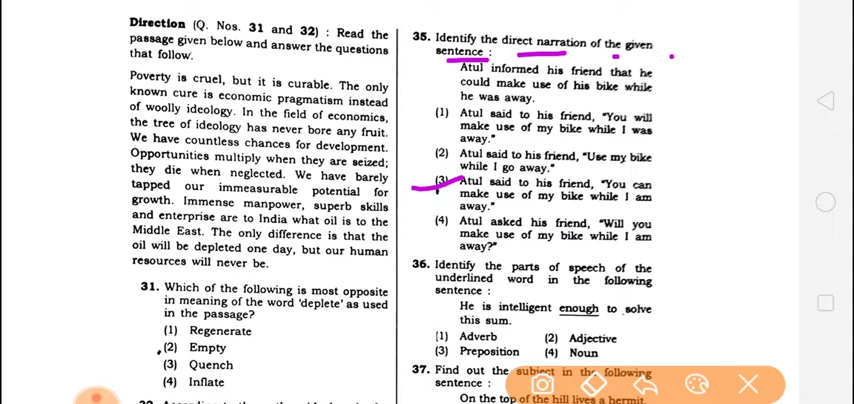 Direction (Q. Nos. 31 and 32) : Read the
passage given below and answer the questions
that follow.
Poverty is cruel, but it is curable. The only
known cure is economic pragmatism instead
of woolly ideology. In the field of economics,
the tree of ideology has never bore any fruit.
We have countless chances for development.
Opportunities multiply when they are seized;
they die when neglected. We have barely
tapped our immeasurable potential for
growth. Immense manpower, superb skills
and enterprise are to India what oil is to the
Middle East. The only difference is that the
oil will be depleted one day, but our human
resources will never be.
31. Which of the following is most opposite
in meaning of the word 'deplete' as used
in the passage?
(1) Regenerate
(2) Empty
(3) Quench
(4) Inflate
35. Identify the direct narration of the given
sentence :
Atul informed his friend that he
could make use of his bike while
he was away.
(1) Atul said to his friend, "You will
make use of my bike while I was
away."
(2) Atul said to his friend, "Use my bike
while I go away."
(3) Atul said to his friend, "You can
make use of my bike while I am
away."
(4) Atul asked his friend, "Will you
make use of my bike while I am
away?"
36. Identify the parts of speech of the
underlined word in the following
sentence :
He is intelligent enough to solve
this sum.
(1) Adverb (2) Adjective
(3) Preposition (4) Noun
37. Find out the subject in the following
sentence :
On the top of the hill lives a hermit.